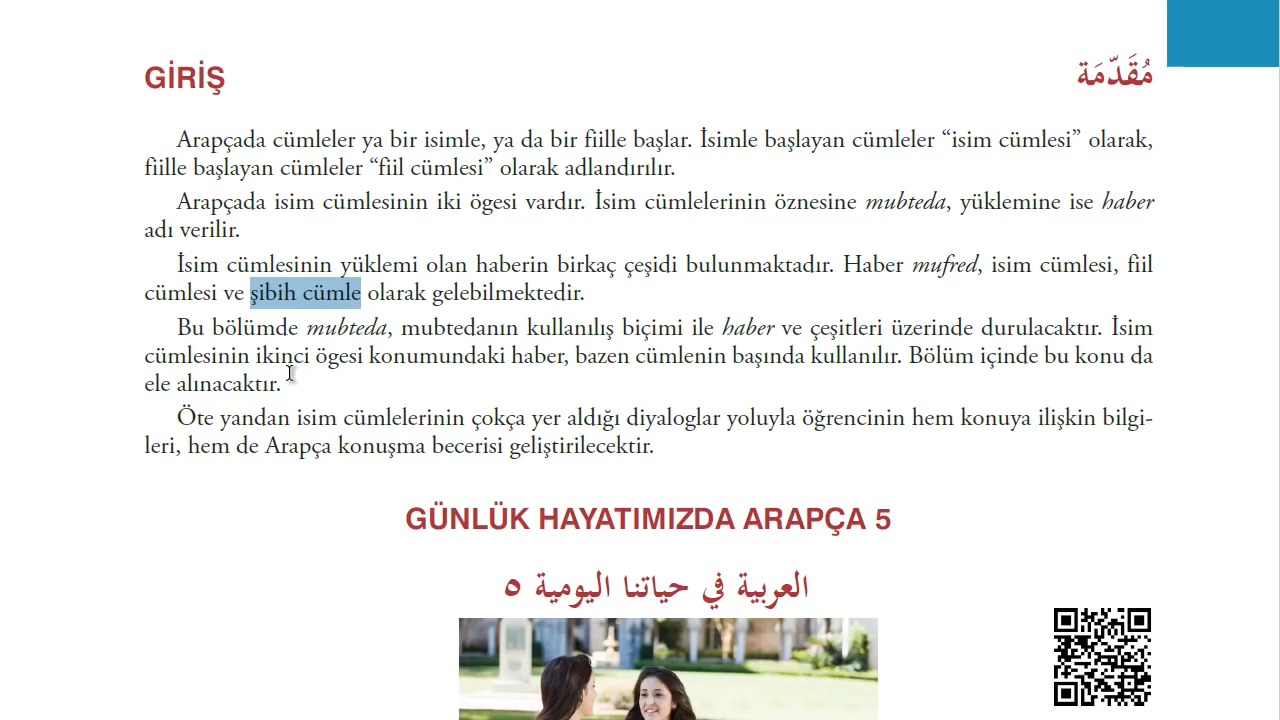 GİRİŞ
مُقَدّمَة
Arapçada cümleler ya bir isimle, ya da bir fiille başlar. İsimle başlayan cümleler “isim cümlesi” olarak,
fiille başlayan cümleler “fiil cümlesi” olarak adlandırılır.
Arapçada isim cümlesinin iki ögesi vardır. İsim cümlelerinin öznesine mubteda, yüklemine ise haber
adı verilir.
İsim cümlesinin yüklemi olan haberin birkaç çeşidi bulunmaktadır. Haber mufred, isim cümlesi, fiil
cümlesi ve şibih cümle olarak gelebilmektedir.
Bu bölümde mubteda, mubtedanın kullanılış biçimi ile haber ve çeşitleri üzerinde durulacaktır. İsim
cümlesinin ikinci ögesi konumundaki haber, bazen cümlenin başında kullanılır. Bölüm içinde bu konu da
ele alınacaktır.
Öte yandan isim cümlelerinin çokça yer aldığı diyaloglar yoluyla öğrencinin hem konuya ilişkin bilgi-
leri, hem de Arapça konuşma becerisi geliştirilecektir.
GÜNLÜK HAYATIMIZDA ARAPÇA 5
العربية في حياتنا اليومية ٥